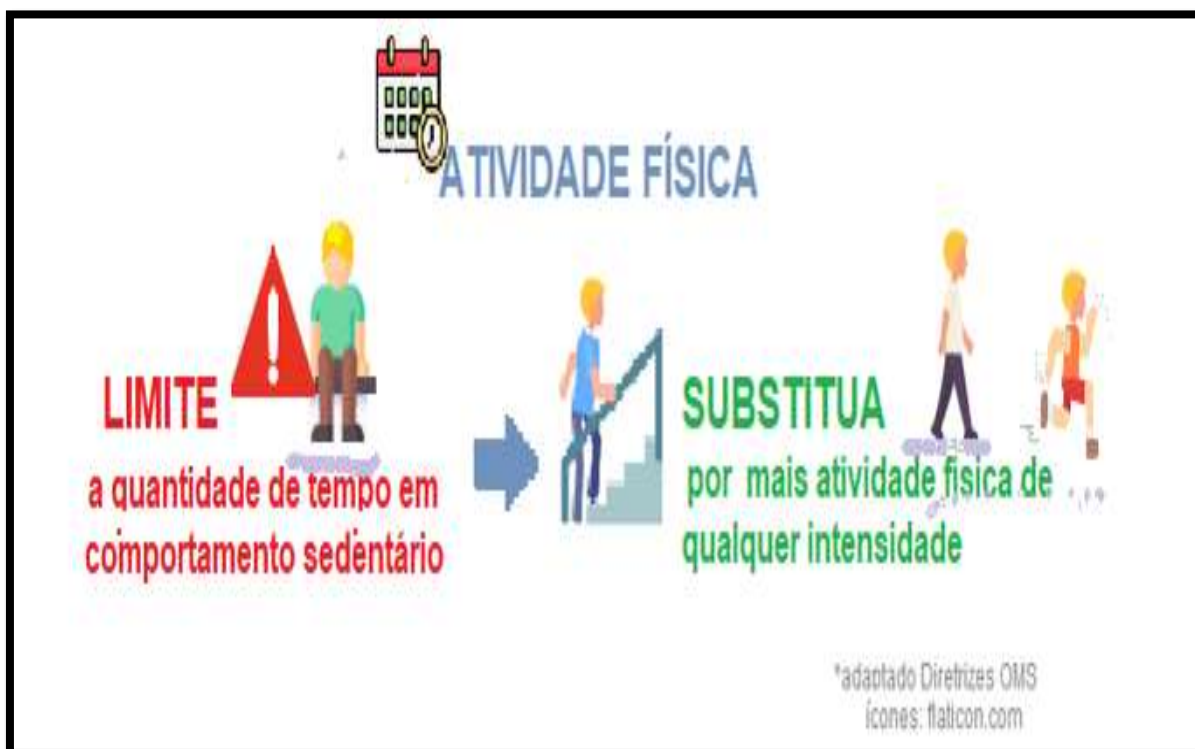 ATIVIDADE FÍSICA
LIMITE
a quantidade de tempo em
comportamento sedentário
SUBSTITUA
por mais atividade fisica de
qualquer intensidade
*adaptado Diretrizes OMS
ícones: flaticon.com